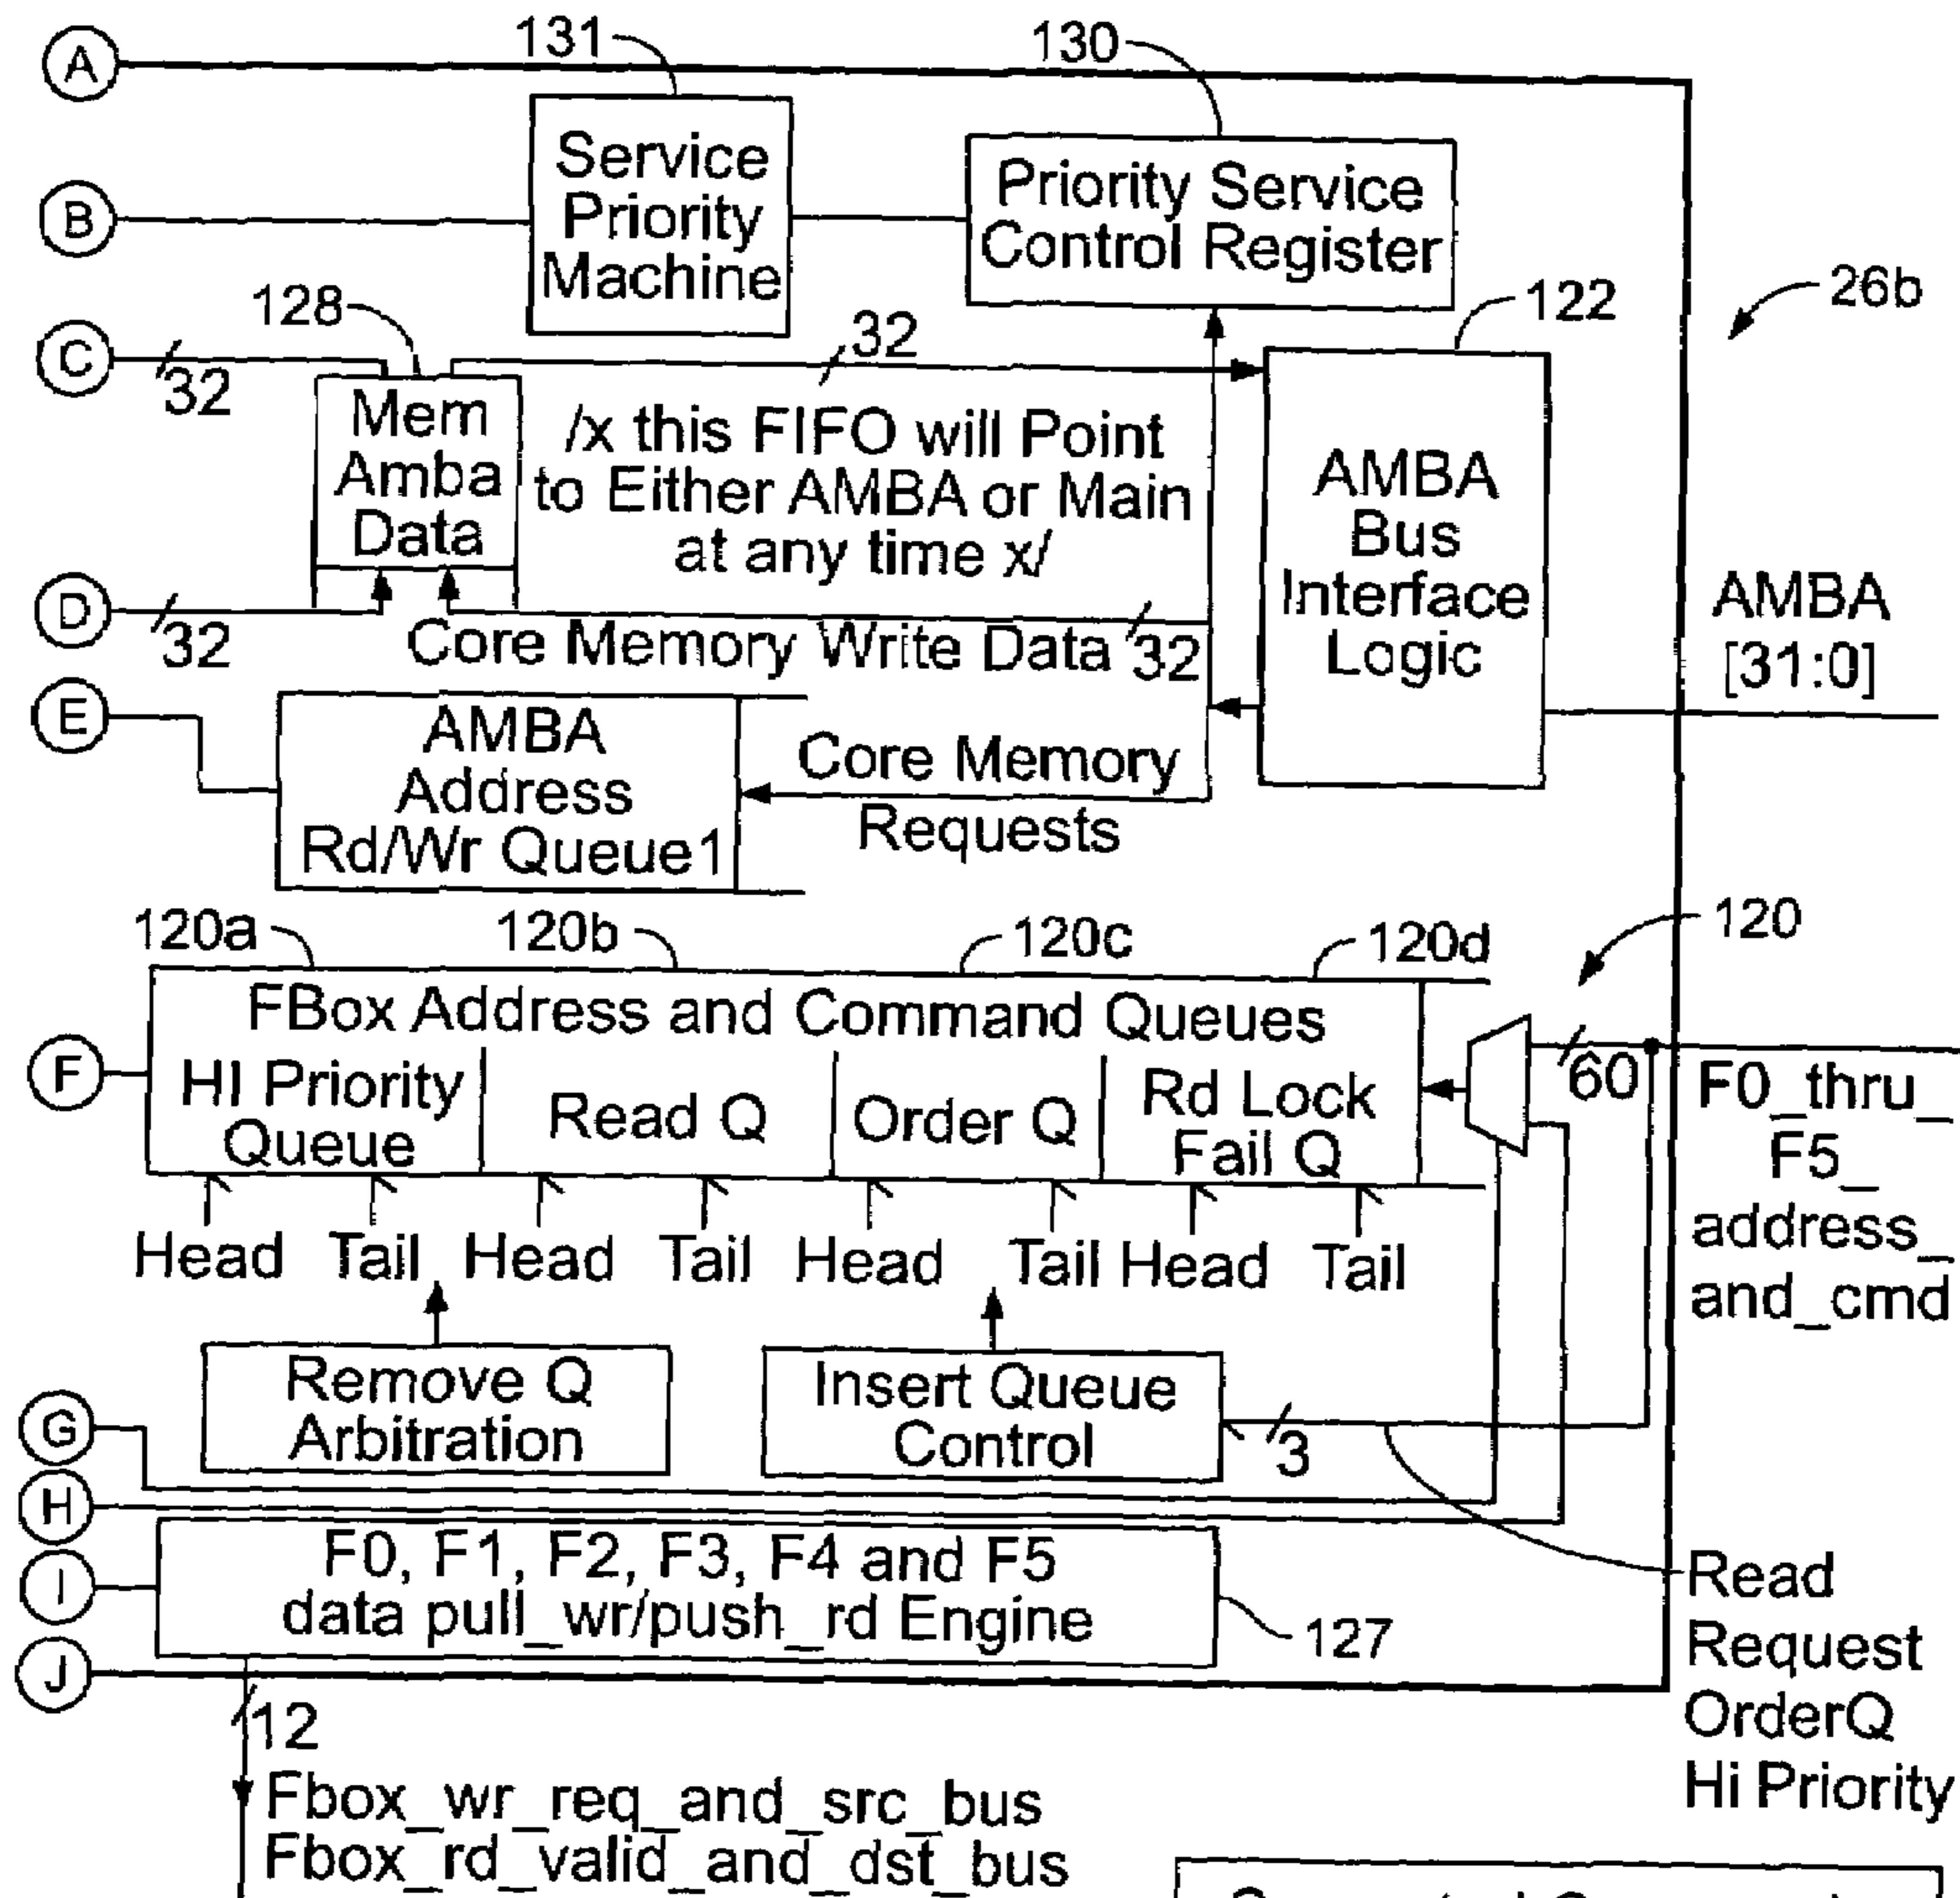 A
131
130
Service
Priority
Machine
Priority Service
Control Register
B
26b
128
122
C
32
32
Mem
Amba
Data
/x this FIFO will Point
to Either AMBA or Main
at any time x/
AMBA
Bus
Interface
Logic
AMBA
[31:0]
D
32
Core Memory Write Data
32
E
AMBA
Address
Rd/Wr Queue1
Core Memory
Requests
120a
120b
120c
120d
120
FBox Address and Command Queues
F
HI Priority
Queue
Read Q
Order Q
Rd Lock
Fail Q
60
F0_thru_
F5_
address_
and_cmd
Head
Tail
Head
Tail
Head
Tail
Head
Tail
Remove Q
Arbitration
Insert Queue
Control
3
G
H
I
F0, F1, F2, F3, F4 and F5
data pull_wr/push_rd Engine
127
Read
Request
OrderQ
Hi Priority
J
12
Fbox_wr_req_and_src_bus
Fbox_rd_valid_and_dst_bus